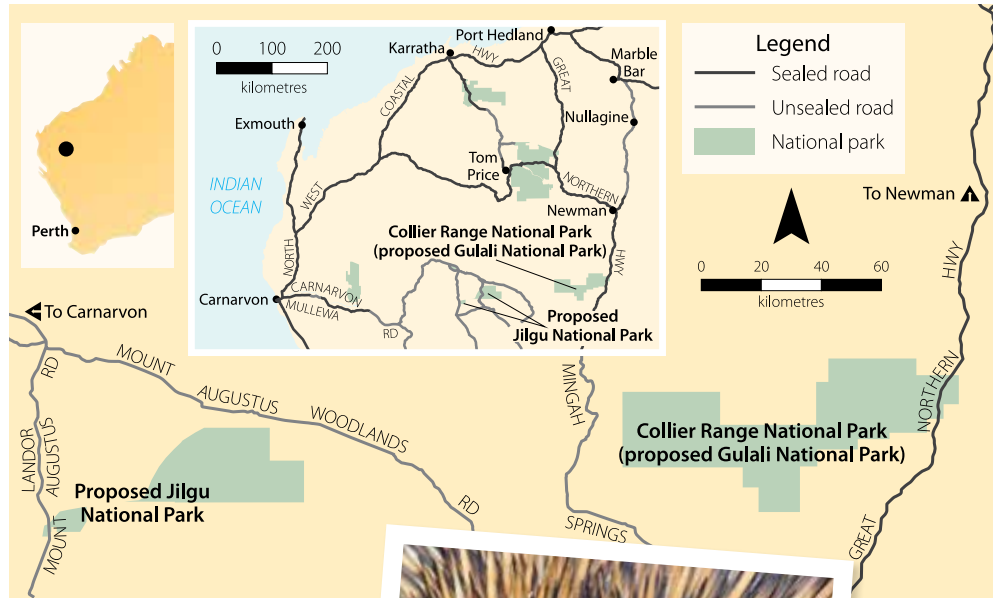 Perth
0 100 200
kilometres
Port Hedland
Karratha
HWY
Marble
Bar
COASTAL
GREAT
Exmouth
Nullagine
Tom
Price
INDIAN
OCEAN
WEST
NORTHERN
Newman
Collier Range National Park
(proposed Gulali National Park)
HWY
NORTH
Carnarvon
CARNARVON
MULLEWA
RD
Proposed
Jilgu National Park
Legend
Sealed road
Unsealed road
National park
To Newman
HWY
0 20 40 60
kilometres
To Carnarvon
RD
MOUNT
AUGUSTUS
WOODLANDS
RD
LANDOR
AUGUSTUS
MOUNT
Proposed Jilgu
National Park
MINGAH
SPRINGS
Collier Range National Park
(proposed Gulali National Park)
NORTHERN
GREAT